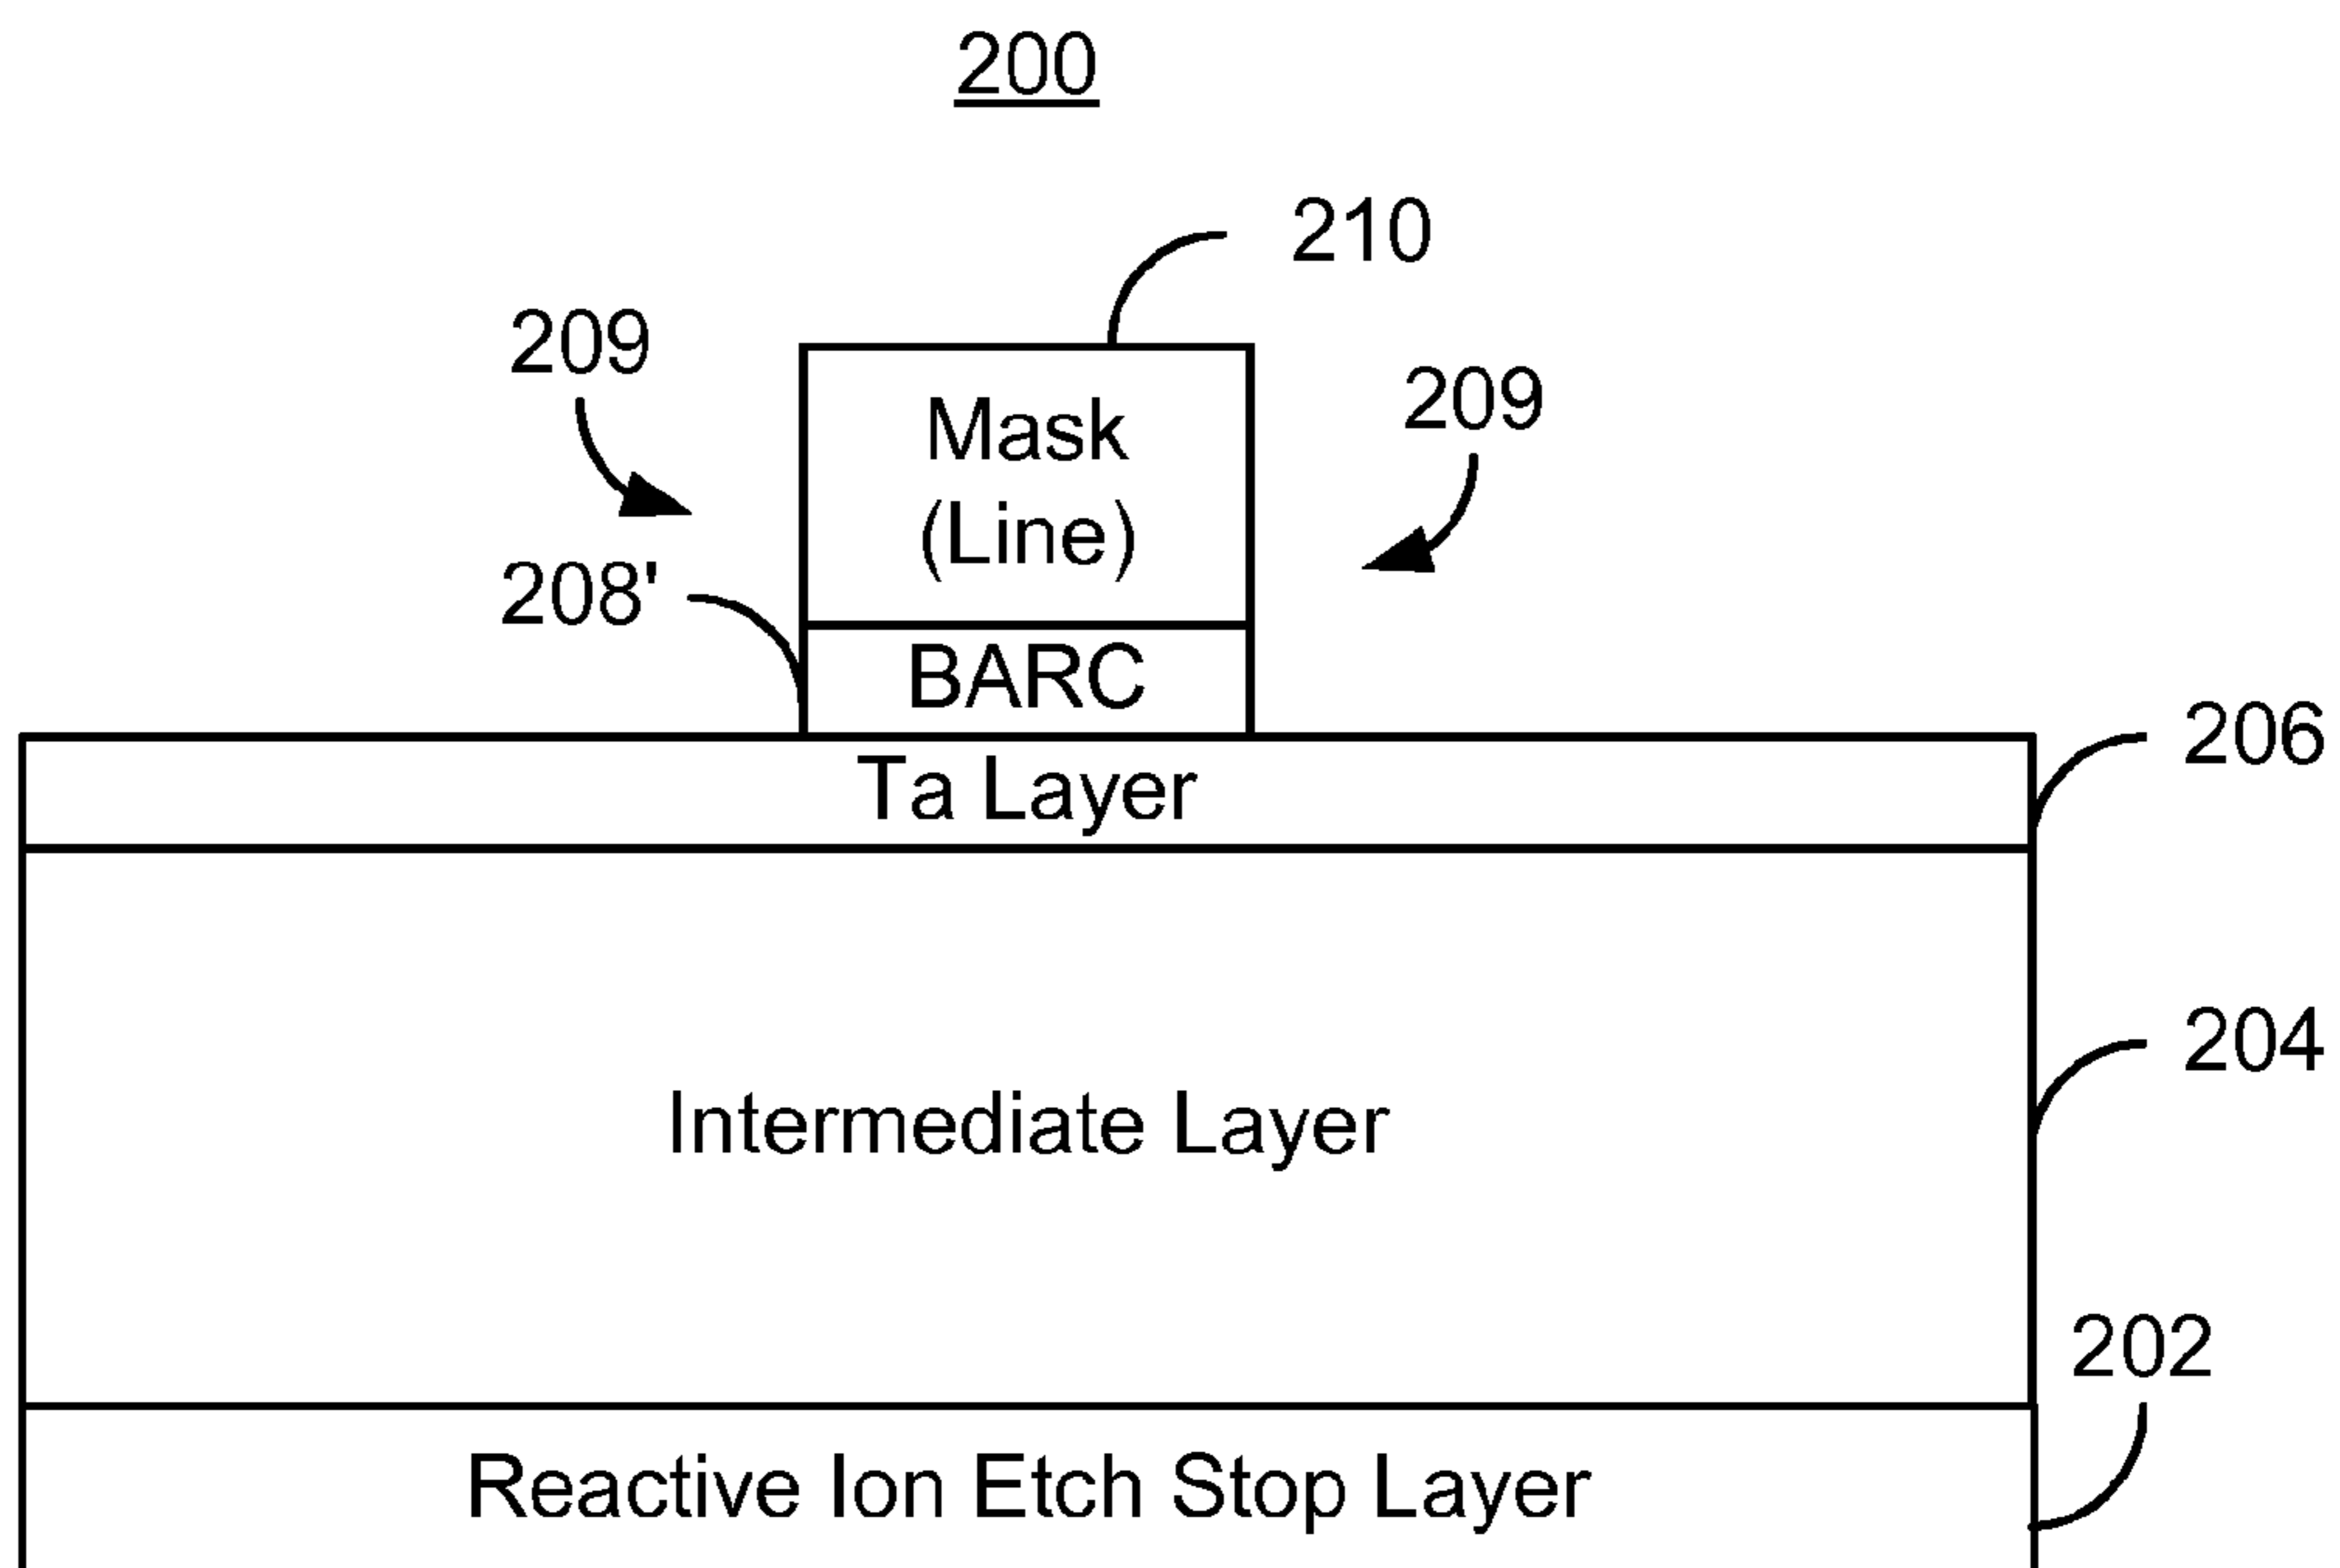 200
210
209
209
Mask
(Line)
208'
BARC
206
Ta Layer
204
Intermediate Layer
202
Reactive Ion Etch Stop Layer